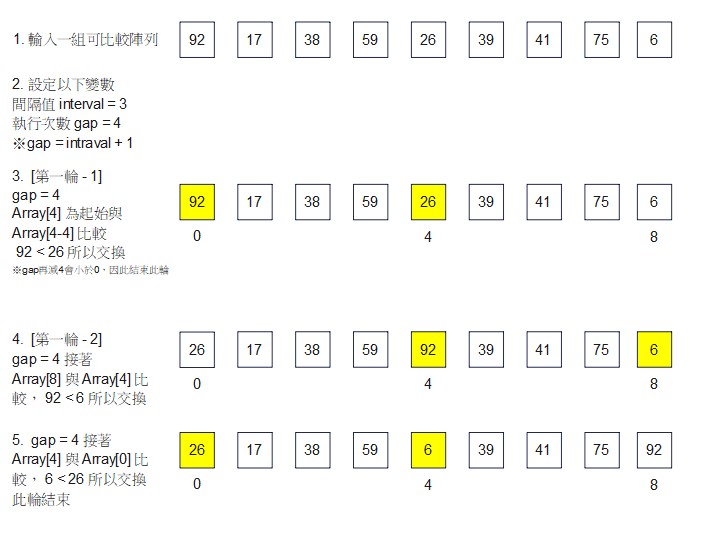 1. 輸入一組可比較陣列
92 17 38 59 26 39 41 75 6
2. 設定以下變數
間隔值 interval = 3
執行次數 gap = 4
※gap = intraval + 1
3. [第一輪 - 1]
gap = 4
Array[4] 為起始與
Array[4-4] 比較
92 < 26 所以交換
※gap再減4會小於0，因此結束此輪
92 17 38 59 26 39 41 75 6
0 4 8
4. [第一輪 - 2]
gap = 4 接著
Array[8] 與 Array[4] 比
較， 92 < 6 所以交換
26 17 38 59 92 39 41 75 6
0 4 8
5. gap = 4 接著
Array[4] 與 Array[0] 比
較， 6 < 26 所以交換
此輪結束
26 17 38 59 6 39 41 75 92
0 4 8